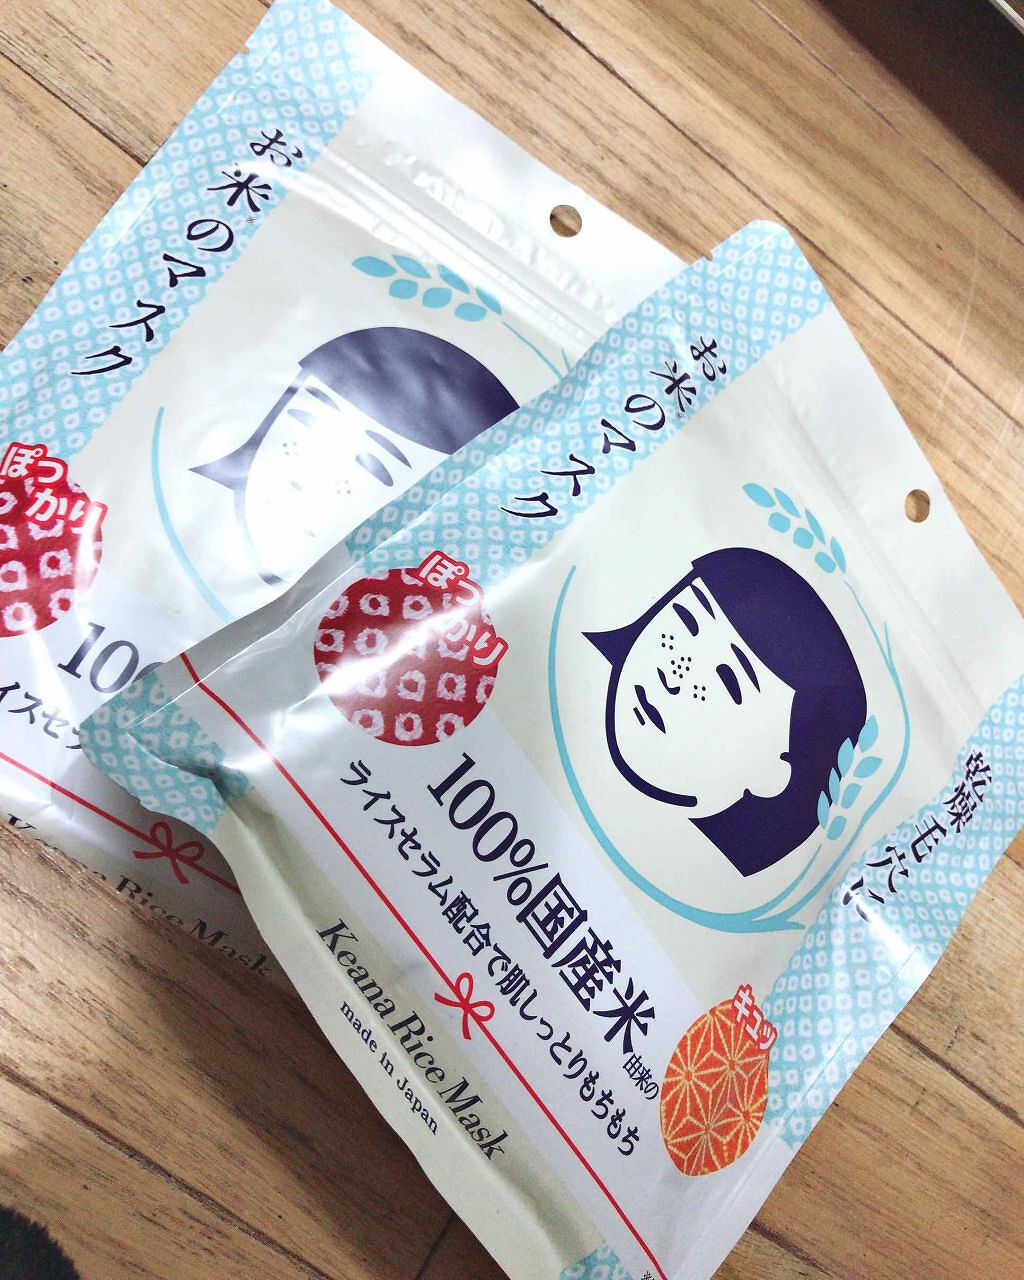 お米※のマスク
ぽっ
かり
100
イスセラ
Rice Mask
お米※のマスク
乾燥毛穴に
ぽっ
かり
100%国産米由来の
ライスセラム配合で肌しっとりもちもち
キュッ
Keana Rice Mask
made in Japan
※